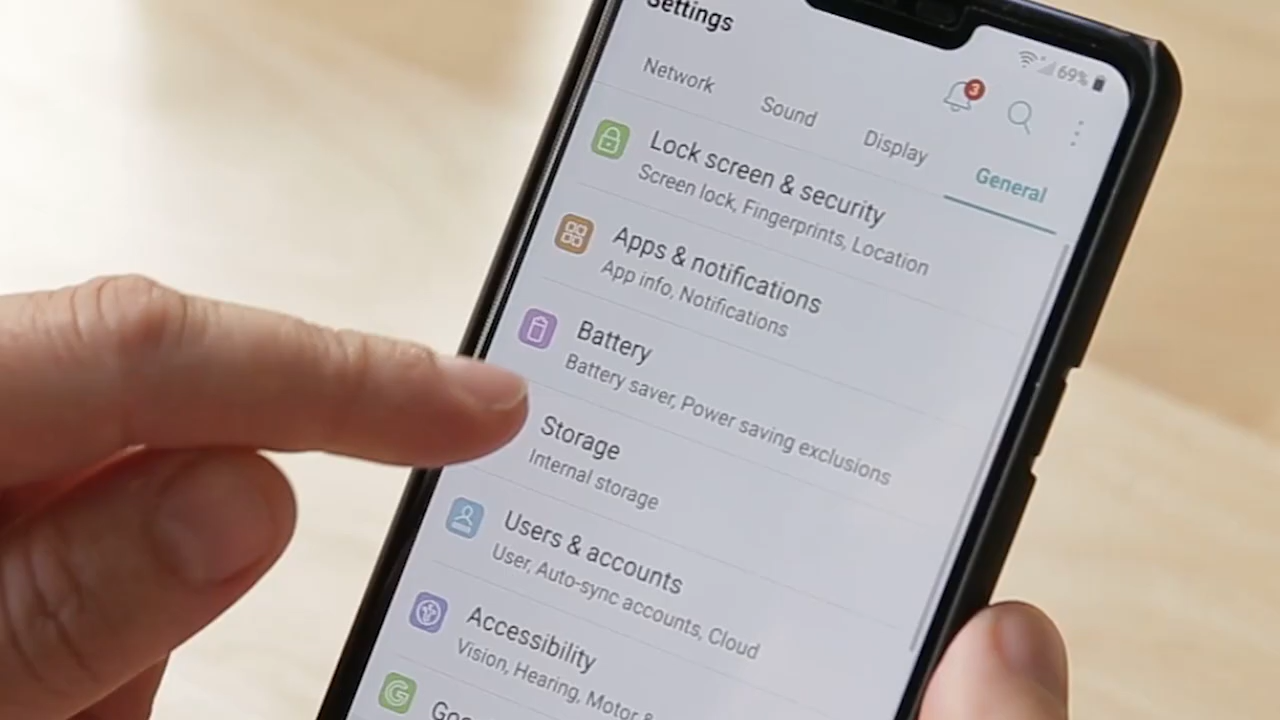 Settings
69%
3
Network Sound Display General
Lock screen & security
Screen lock, Fingerprints, Location
Apps & notifications
App info, Notifications
Battery
Battery saver, Power saving exclusions
Storage
Internal storage
Users & accounts
User, Auto-sync accounts, Cloud
Accessibility
Vision, Hearing, Motor &
G